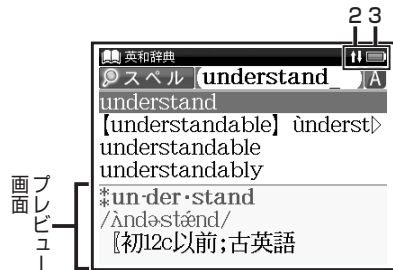 2 3
英和辞典
スペル understand_ A
understand
【understandable】 ùnderst
understandable
understandably
プレビュー画面
*un·der·stand
/ʌ̀ndɚstǽnd/
〖初12c以前;古英語